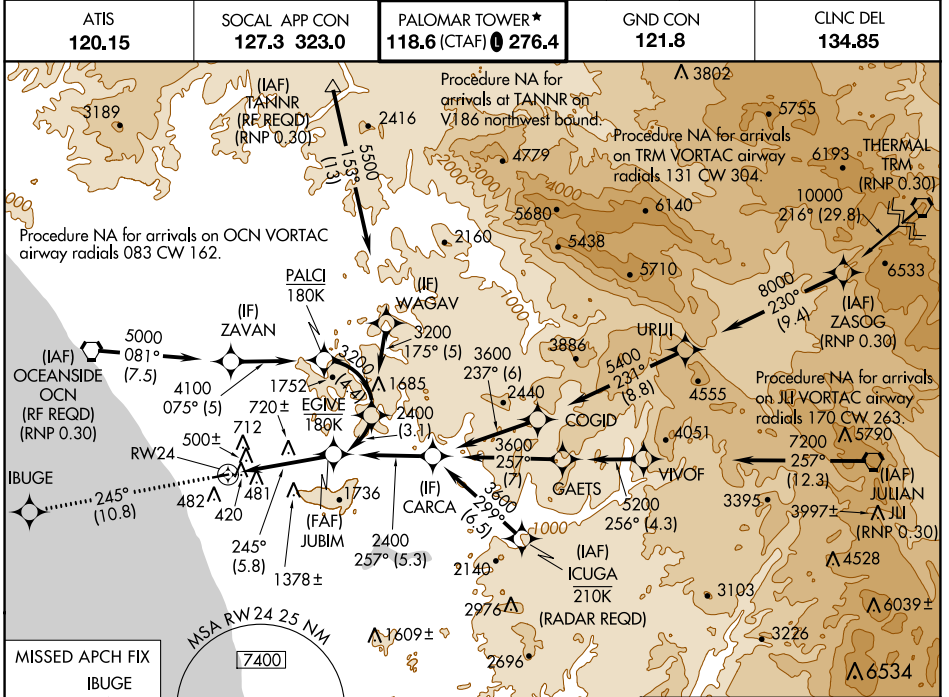 ATIS
120.15
SOCAL APP CON
127.3 323.0
PALOMAR TOWER★
118.6 (CTAF) L 276.4
GND CON
121.8
CLNC DEL
134.85
(IAF)
TANNR
(RF REQD)
(RNP 0.30)
Procedure NA for
arrivals at TANNR on
V186 northwest bound.
3802
3189
2416
5755
4779
Procedure NA for arrivals
on TRM VORTAC airway
radials 131 CW 304.
6193
THERMAL
TRM
(RNP 0.30)
5500
153°
(13)
3000
4000
000
10000
216° (29.8)
5680
6140
Procedure NA for arrivals on OCN VORTAC
airway radials 083 CW 162.
2160
5438
5710
6533
PALCI
180K
(IF)
WAGAV
1000
8000
230°
(9.4)
(IAF)
ZASOG
(RNP 0.30)
(IF)
ZAVAN
3200
175° (5)
URIJI
5000
081°
(7.5)
3200
(4.4)
3600
237° (6)
3886
5400
231°
(8.8)
(IAF)
OCEANSIDE
OCN
(RF REQD)
(RNP 0.30)
4100
075° (5)
1752
1685
2440
4555
Procedure NA for arrivals
on JLI VORTAC airway
radials 170 CW 263.
720±
EGIVE
180K
2400
(3.1)
COGID
712
500±
3600
257°
(7)
4051
7200
257°
(12.3)
5790
RW24
IBUGE
245°
(10.8)
482
420
481
1736
(IF)
CARCA
GAETS
VIVOF
(IAF)
JULIAN
JLI
(RNP 0.30)
3600
299°
(6.5)
5200
256° (4.3)
3395
3997±
245°
(5.8)
(FAF)
JUBIM
1000
1378±
2400
257° (5.3)
(IAF)
ICUGA
210K
(RADAR REQD)
2140
4528
2976
3103
6039±
MSA RW24 25 NM
7400
1609±
3226
2696
6534
MISSED APCH FIX
IBUGE